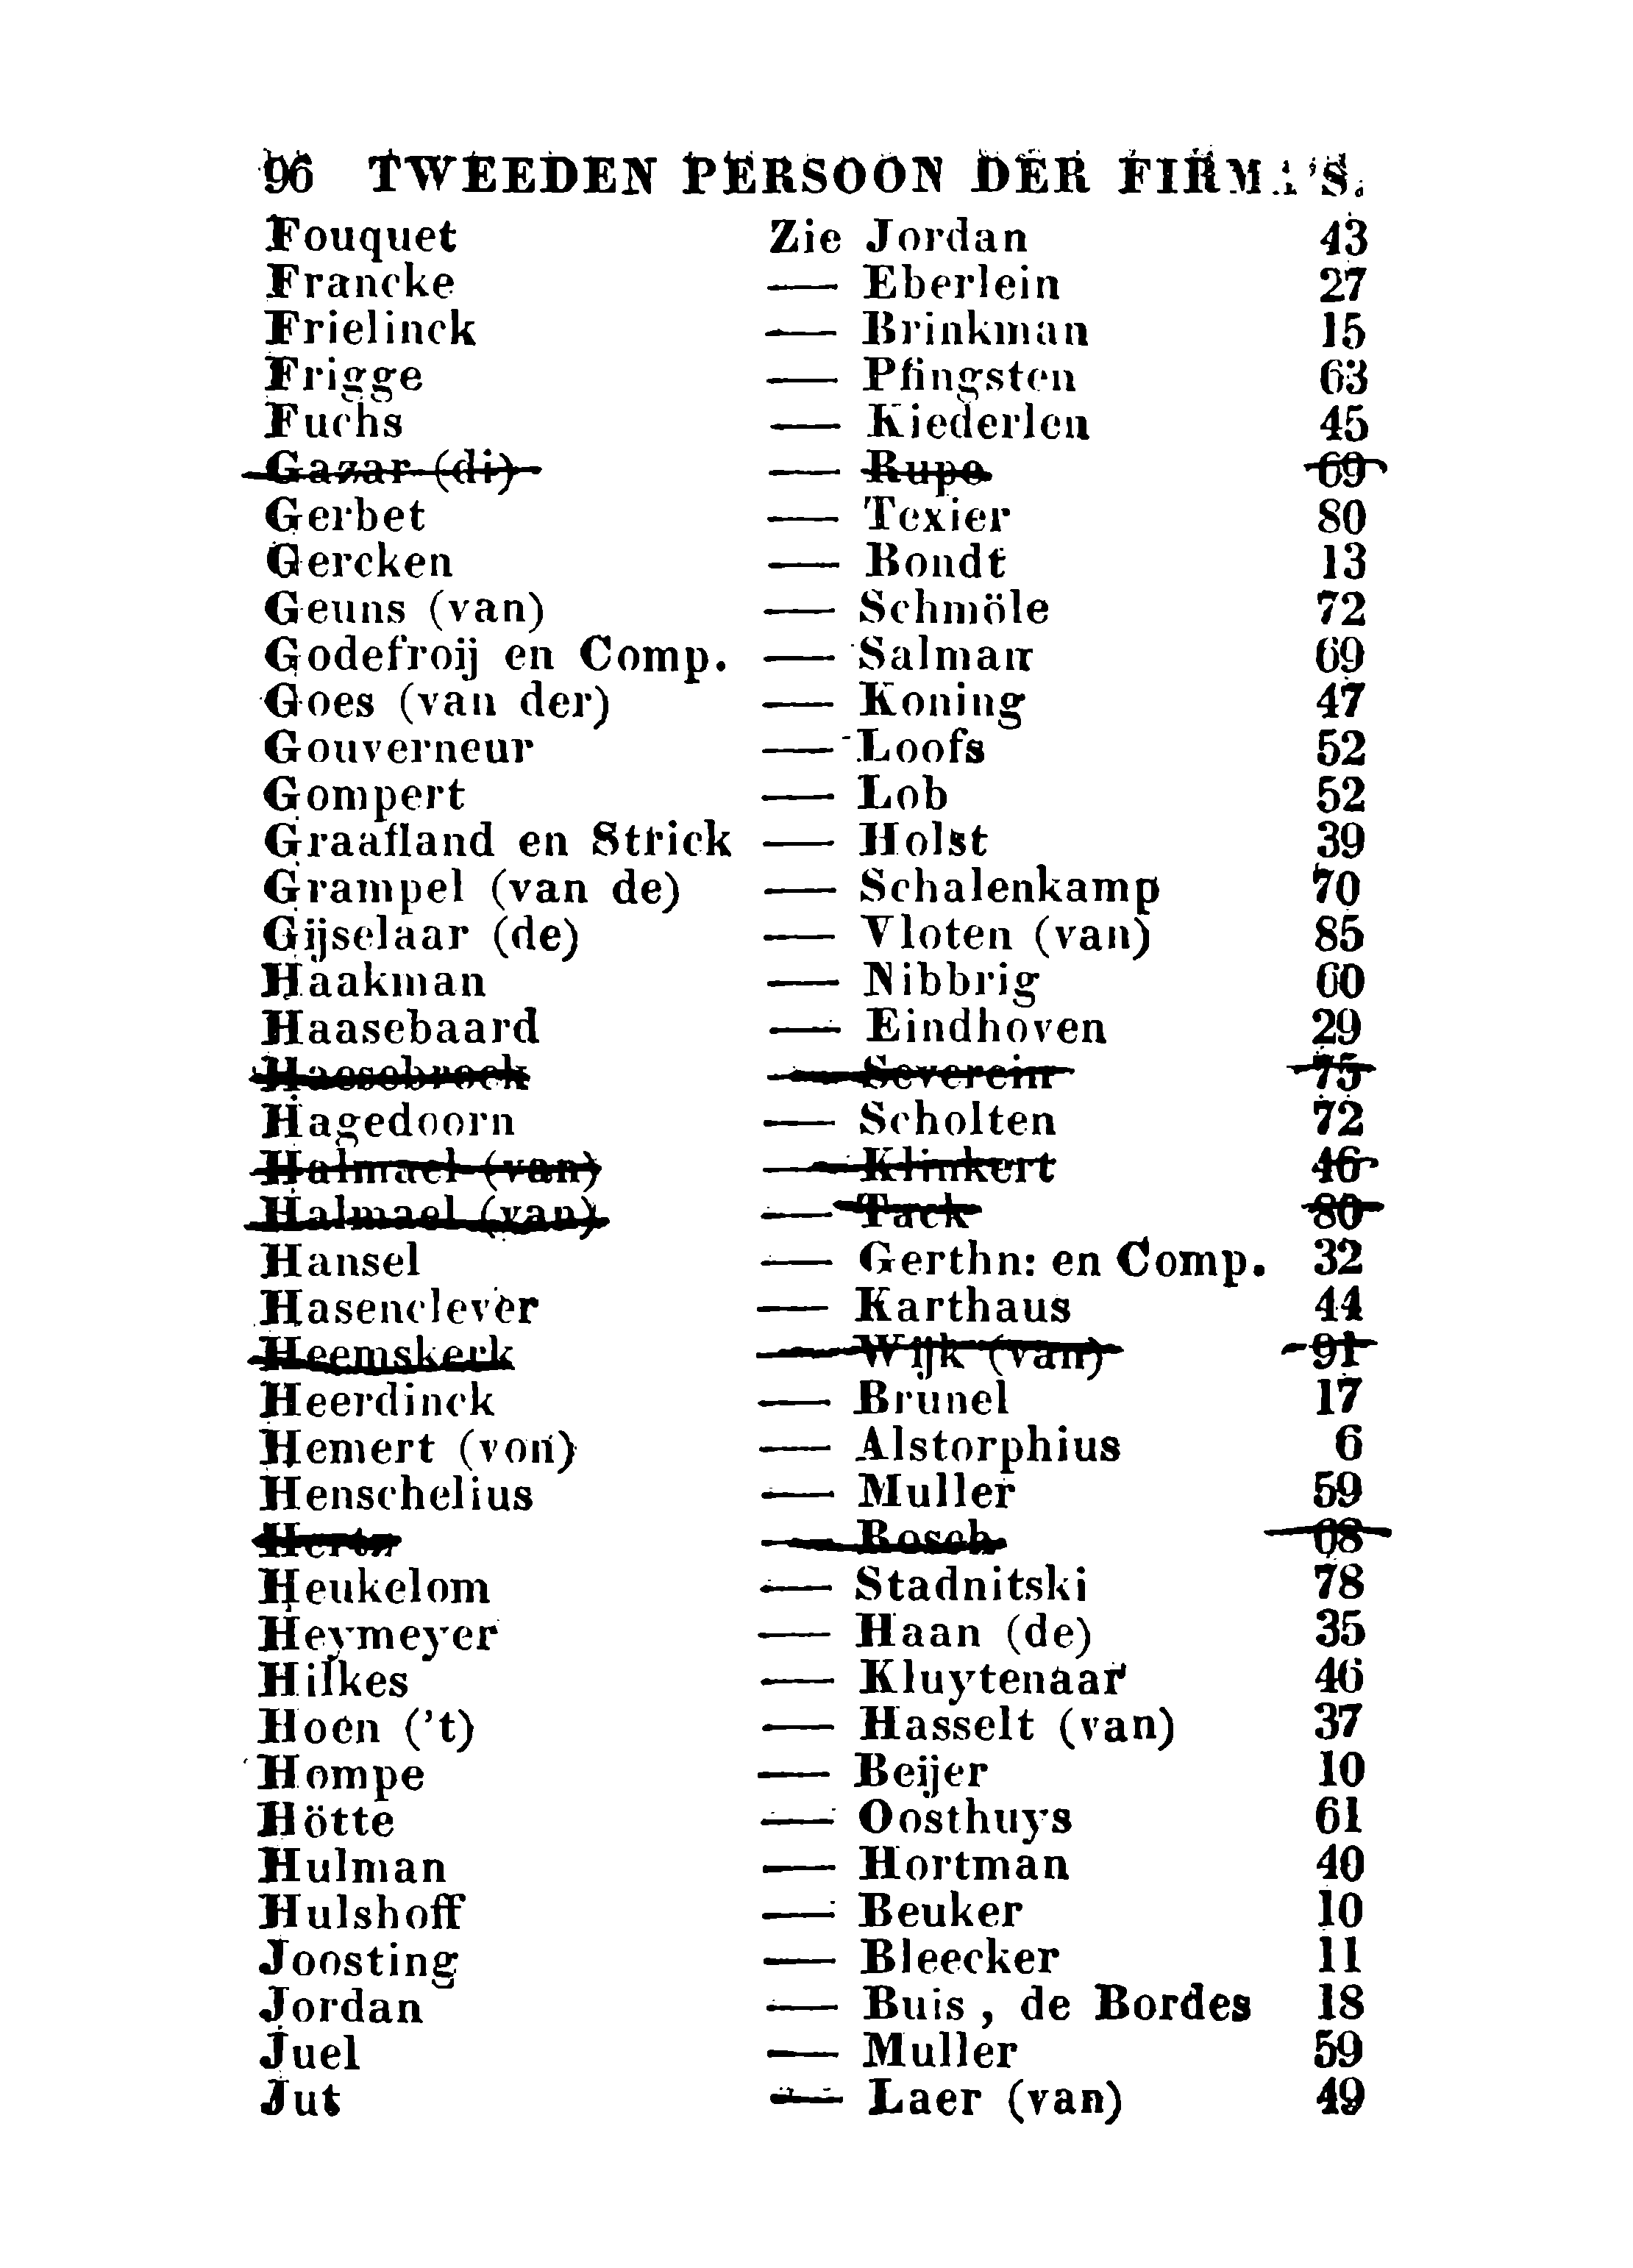 96 TWEEDEN PERSOON DER FIRMA'S.
Fouquet Zie Jordan 43
Francke — Eberlein 27
Frielinck — Brinkman 15
Frigge — Pfingsten 63
Fuchs — Kiederlen 45
Gazar (di) — Rupe 69
Gerbet — Texier 80
Gercken — Bondt 13
Geuns (van) — Schmöle 72
Godefroij en Comp. — Salman 69
Goes (van der) — Koning 47
Gouverneur — Loofs 52
Gompert — Lob 52
Graafland en Strick — Holst 39
Grampel (van de) — Schalenkamp 70
Gijselaar (de) — Vloten (van) 85
Haakman — Nibbrig 60
Haasebaard — Eindhoven 29
Haesebroek — Severein 75
Hagedoorn — Scholten 72
Halmael (van) — Klinkert 46
Halmael (van) — Tack 80
Hansel — Gerthn: en Comp. 32
Hasenclever — Karthaus 44
Heemskerk — Wijk (van) 91
Heerdinck — Brunel 17
Hemert (von) — Alstorphius 6
Henschelius — Muller 59
— Bosch 68
Heukelom — Stadnitski 78
Heymeyer — Haan (de) 35
Hilkes — Kluytenaar 46
Hoen ('t) — Hasselt (van) 37
Hompe — Beijer 10
Hötte — Oosthuys 61
Hulman — Hortman 40
Hulshoff — Beuker 10
Joosting — Bleecker 11
Jordan — Buis, de Bordes 18
Juel — Muller 59
Jut — Laer (van) 49